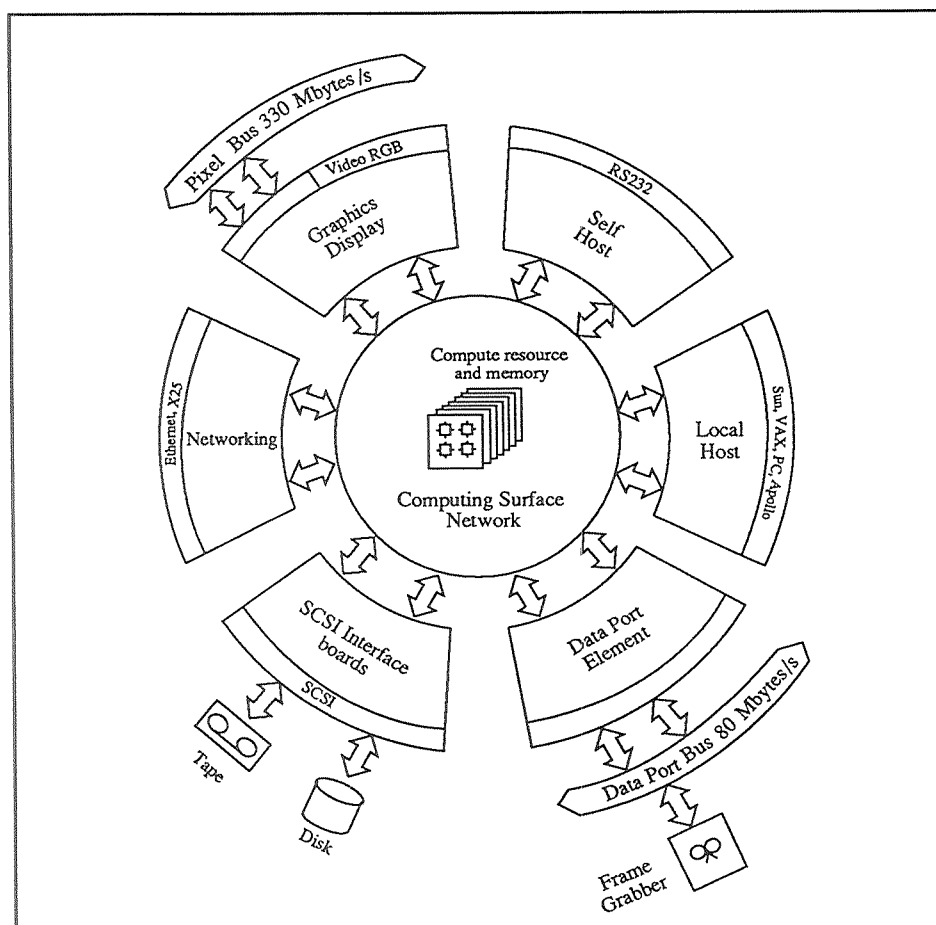 Pixel Bus 330 Mbytes/s
Video RGB
Graphics
Display
RS232
Self
Host
Ethernet, X25
Networking
Compute resource
and memory
Computing Surface
Network
Local
Host
Sun, VAX, PC, Apollo
SCSI Interface
boards
SCSI
Tape
Disk
Data Port
Element
Data Port Bus 80 Mbytes/s
Frame
Grabber